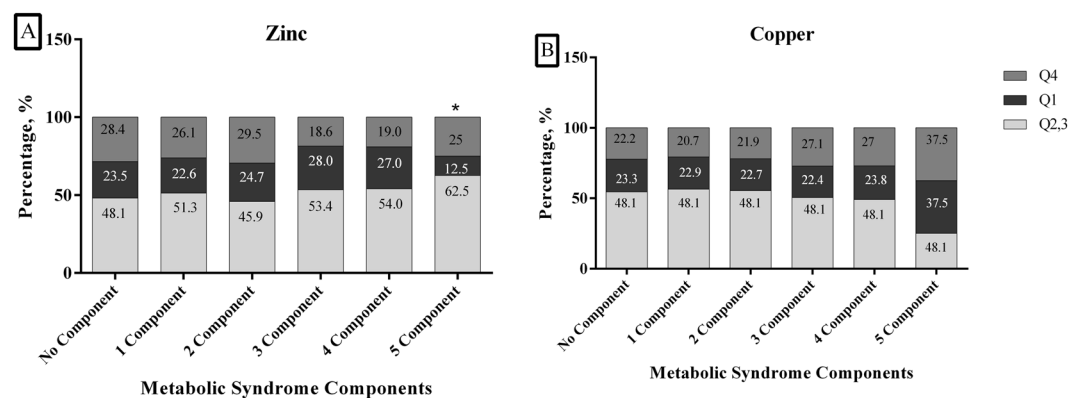 A
Zinc
150
100
50
0
Percentage, %
*
28.4 26.1 29.5 18.6 19.0 25
23.5 22.6 24.7 28.0 27.0 12.5
48.1 51.3 45.9 53.4 54.0 62.5
No Component 1 Component 2 Component 3 Component 4 Component 5 Component
Metabolic Syndrome Components
B
Copper
150
100
50
0
Percentage, %
22.2 20.7 21.9 27.1 27 37.5
23.3 22.9 22.7 22.4 23.8 37.5
48.1 48.1 48.1 48.1 48.1 48.1
No Component 1 Component 2 Component 3 Component 4 Component 5 Component
Metabolic Syndrome Components
Q4
Q1
Q2,3